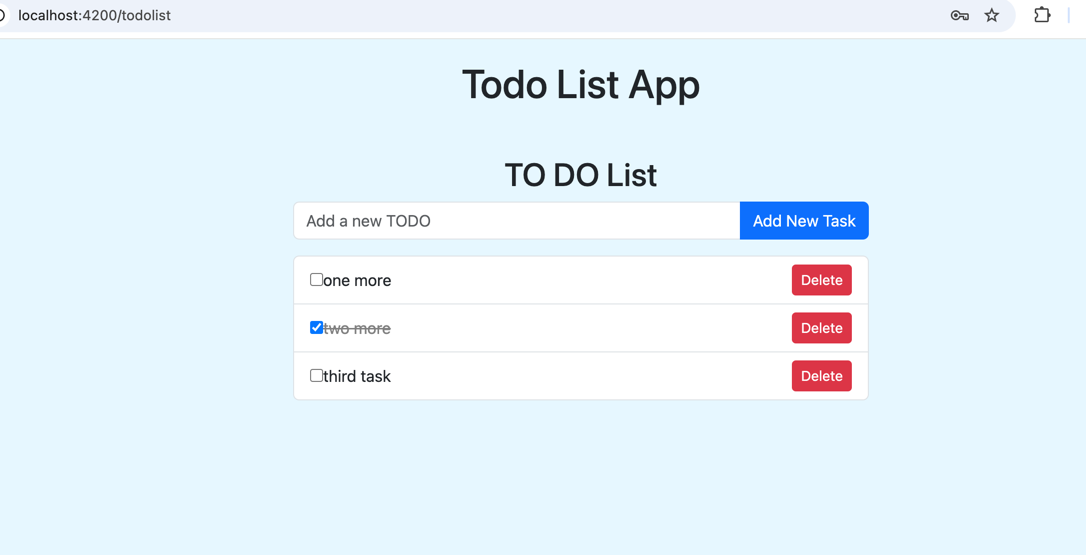 localhost:4200/todolist
Todo List App
TO DO List
Add a new TODO Add New Task
one more Delete
two more Delete
third task Delete